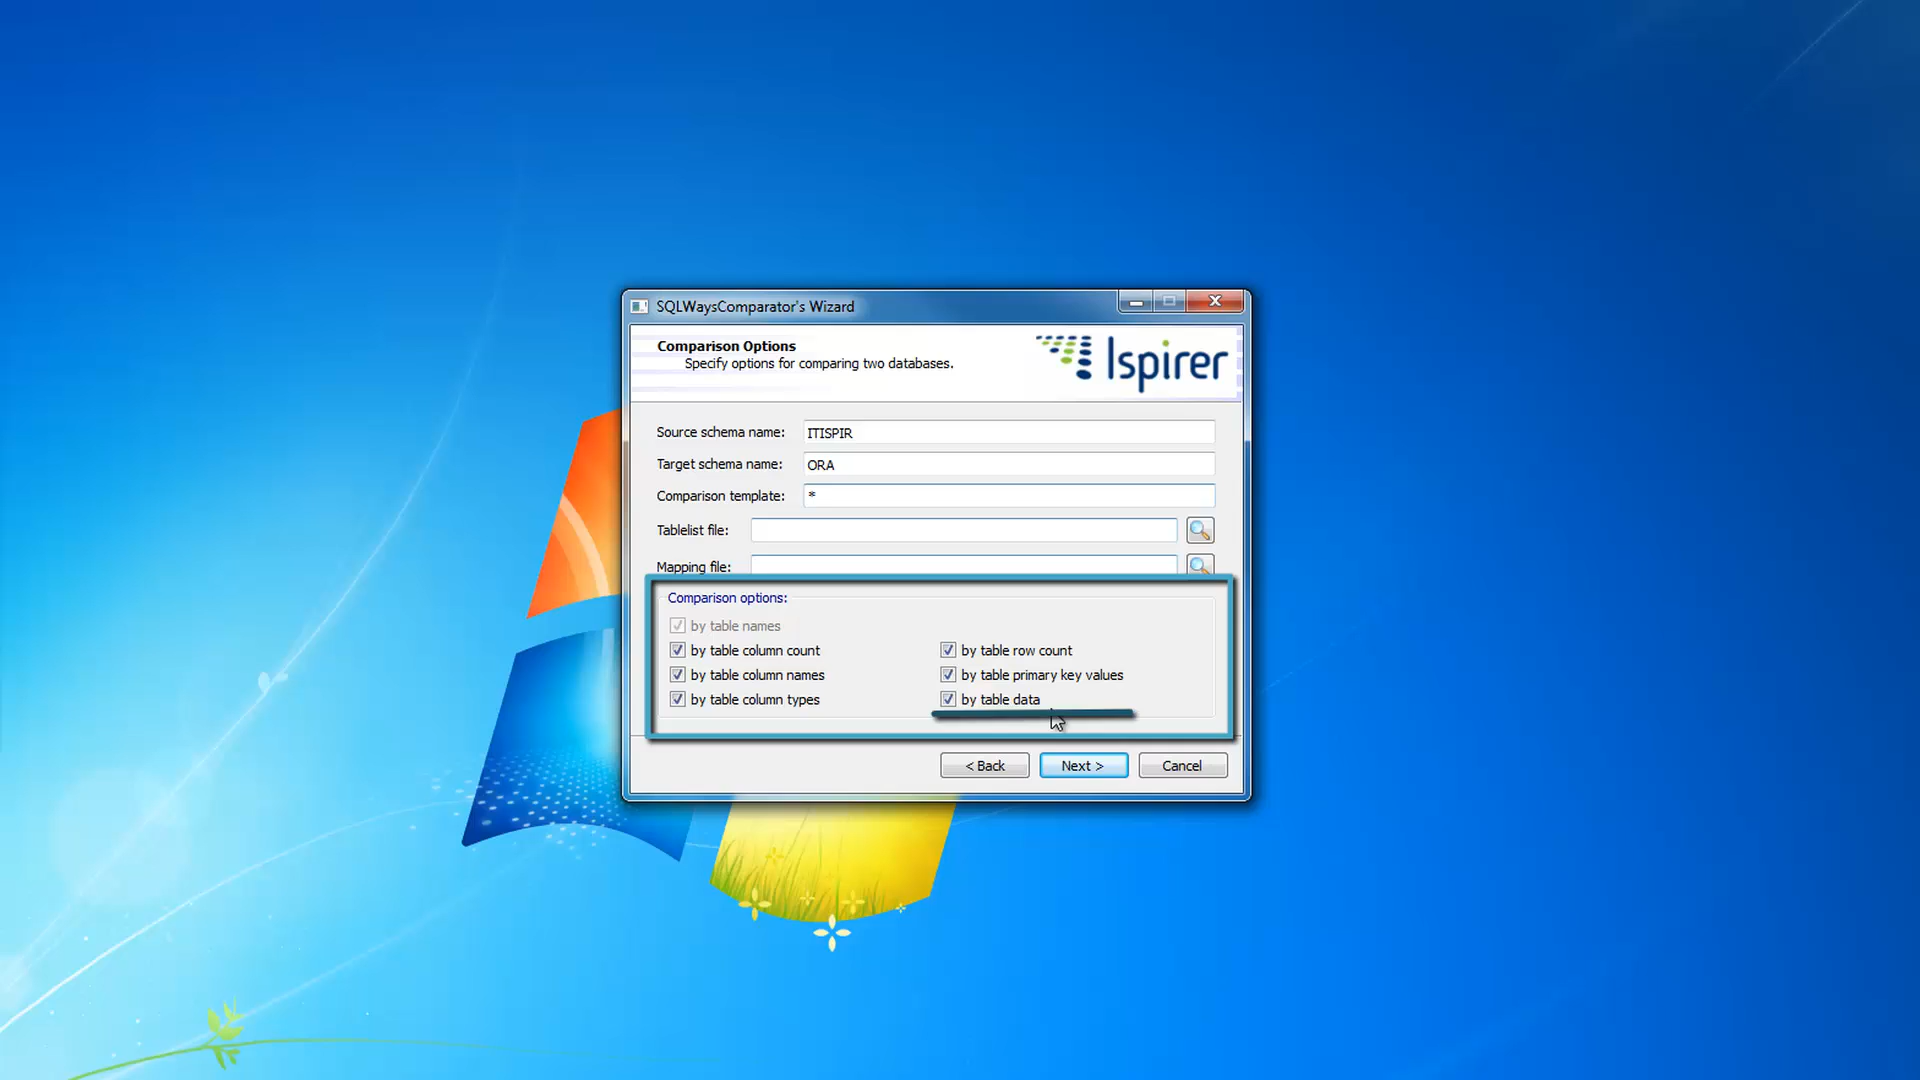 SQLWaysComparator's Wizard
Comparison Options
Specify options for comparing two databases.
Ispirer
Source schema name: ITISPIR
Target schema name: ORA
Comparison template: *
Tablelist file:
Mapping file:
Comparison options:
by table names
by table column count by table row count
by table column names by table primary key values
by table column types by table data
< Back Next > Cancel